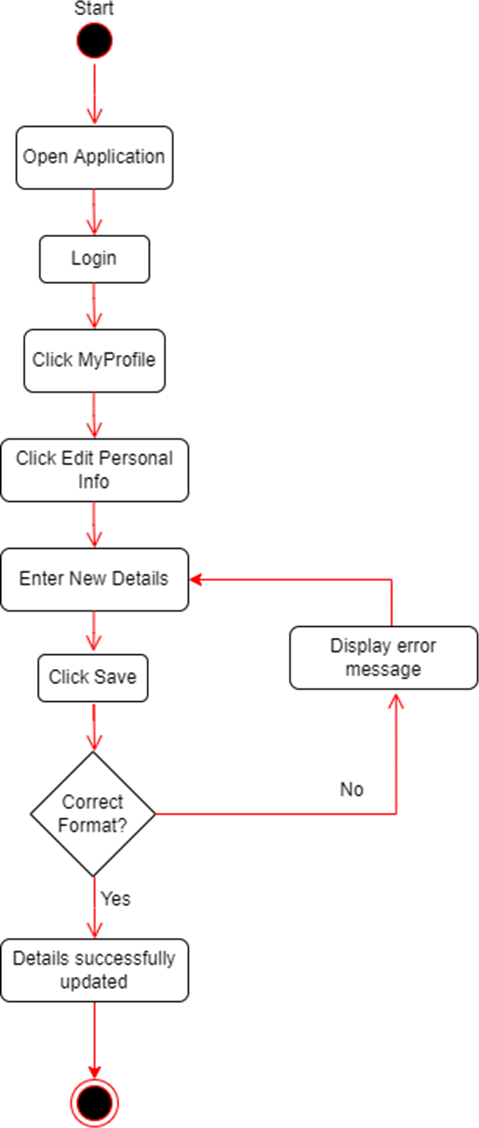 Start
Open Application
Login
Click MyProfile
Click Edit Personal
Info
Enter New Details
Display error
message
Click Save
No
Correct
Format?
Yes
Details successfully
updated